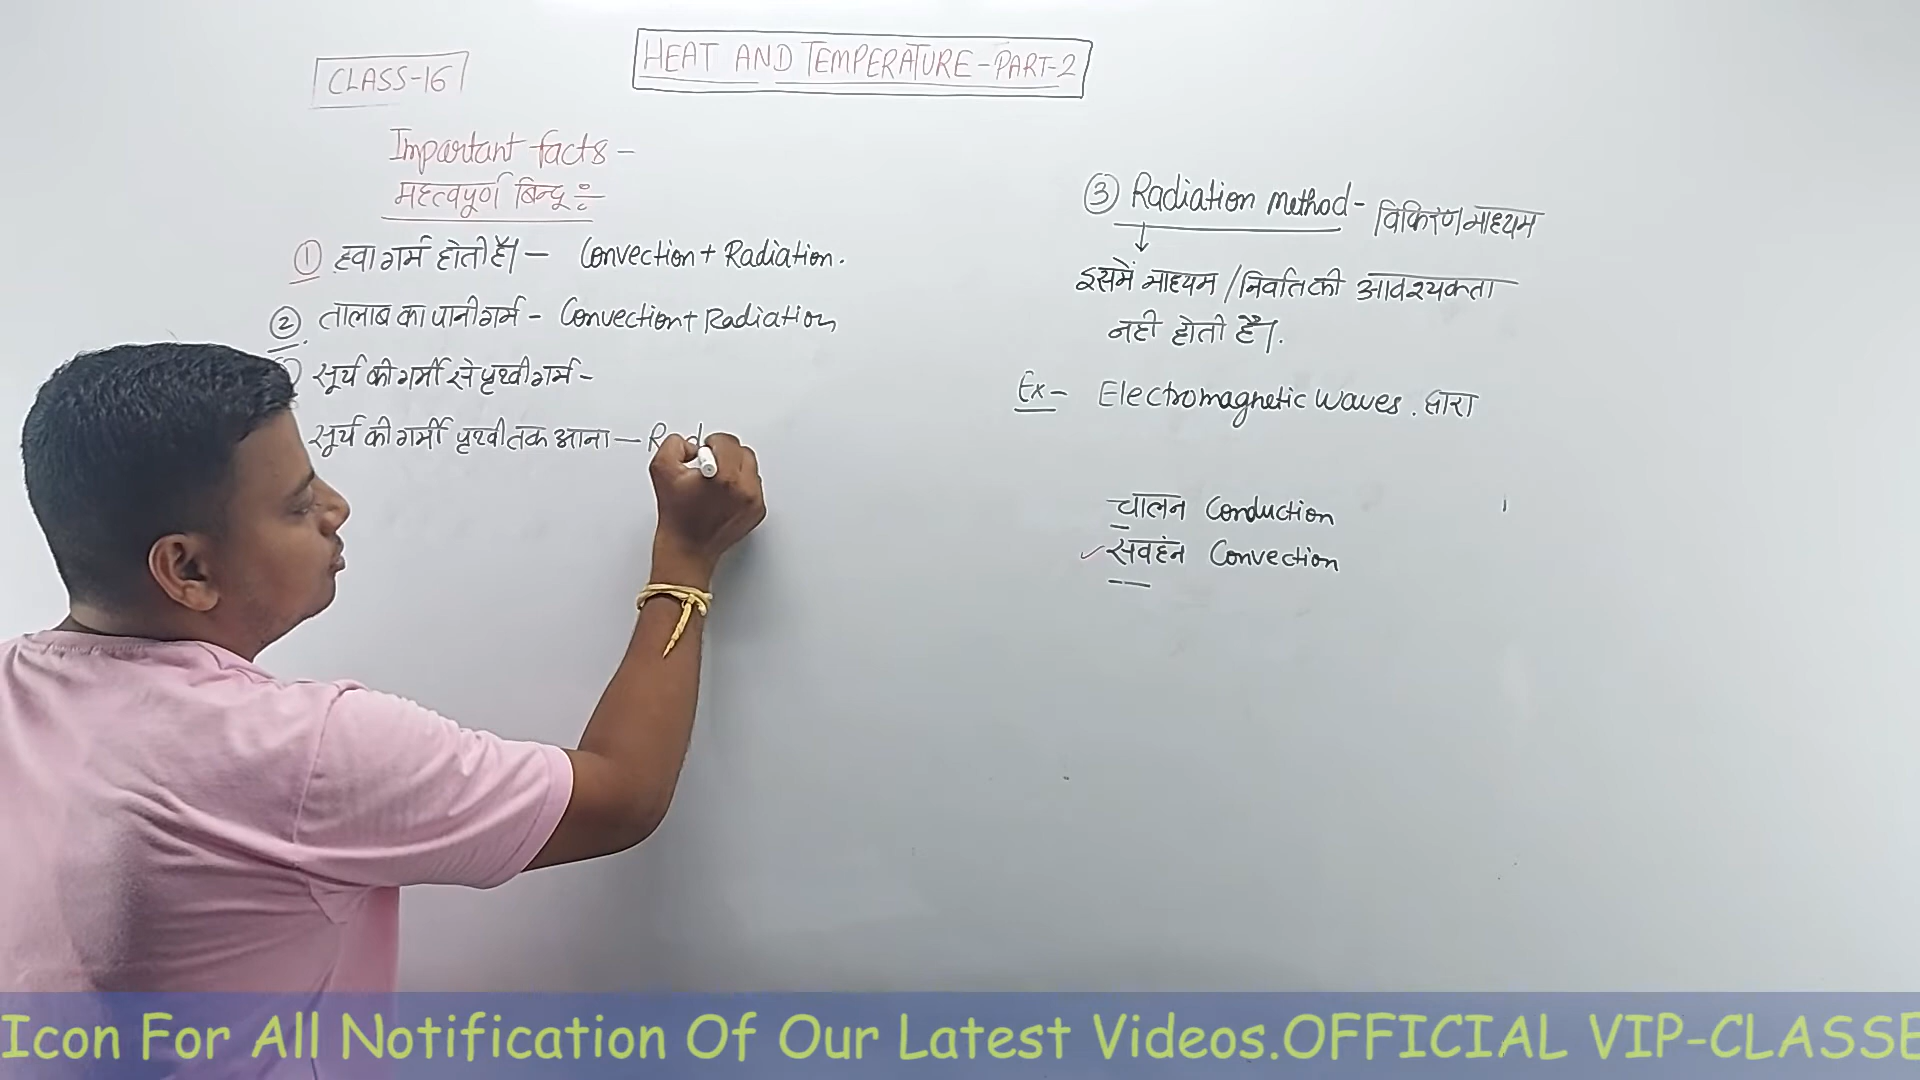 CLASS-16
HEAT AND TEMPERATURE - PART-2
Important facts -
महत्वपूर्ण बिन्दू :-
① हवा गर्म होती है। - Convection + Radiation.
② तालाब का पानी गर्म - Convection + Radiation
सूर्य की गर्मी से पृथ्वी गर्म -
सूर्य की गर्मी पृथ्वी तक आना - Rad
③ Radiation method - विकिरण माध्यम
↓
इसमें माध्यम / निर्वात की आवश्यकता
नही होती है।.
Ex - Electromagnetic waves. द्वारा
चालन Conduction
✓ सवहंन Convection
Icon For All Notification Of Our Latest Videos.OFFICIAL VIP-CLASSE